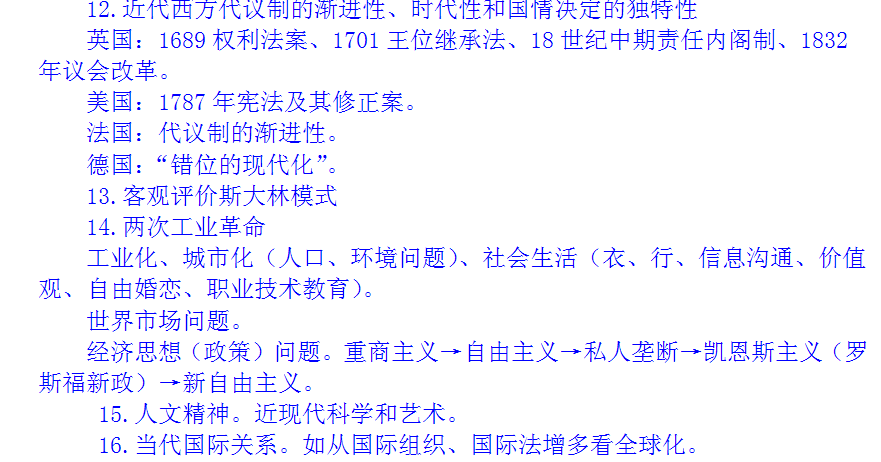 12.近代西方代议制的渐进性、时代性和国情决定的独特性
英国：1689 权利法案、1701 王位继承法、18 世纪中期责任内阁制、1832
年议会改革。
美国：1787 年宪法及其修正案。
法国：代议制的渐进性。
德国：“错位的现代化”。
13.客观评价斯大林模式
14.两次工业革命
工业化、城市化（人口、环境问题）、社会生活（衣、行、信息沟通、价值
观、自由婚恋、职业技术教育）。
世界市场问题。
经济思想（政策）问题。重商主义→自由主义→私人垄断→凯恩斯主义（罗
斯福新政）→新自由主义。
15.人文精神。近现代科学和艺术。
16.当代国际关系。如从国际组织、国际法增多看全球化。